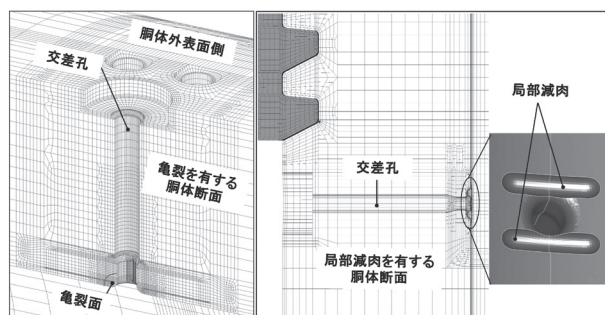 胴体外表面側
交差孔
亀裂を有する
胴体断面
亀裂面
局部減肉
交差孔
局部減肉を有する
胴体断面